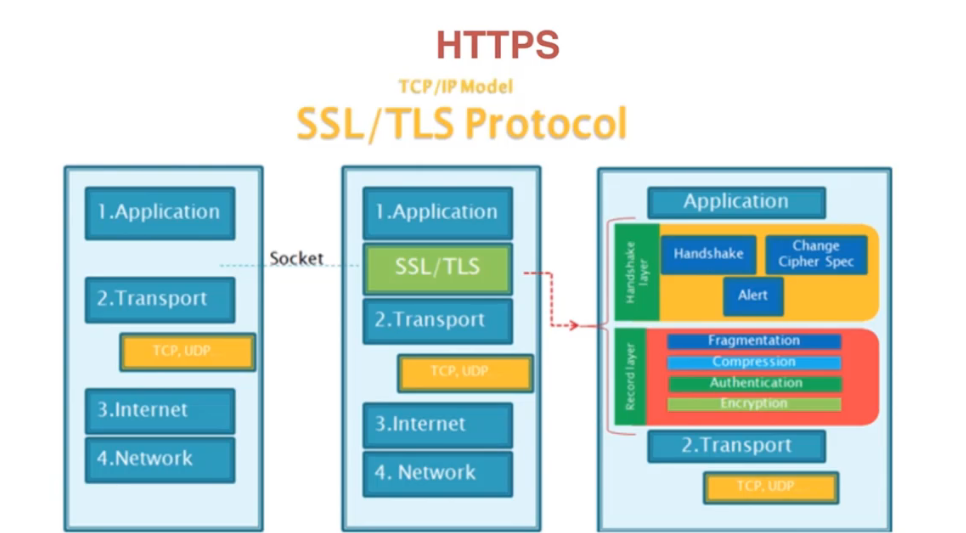 HTTPS
TCP/IP Model
SSL/TLS Protocol
1.Application
Socket
2.Transport
TCP, UDP...
3.Internet
4.Network
1.Application
SSL/TLS
2.Transport
TCP, UDP...
3.Internet
4. Network
Application
Handshake
layer
Handshake
Change
Cipher Spec
Alert
Record layer
Fragmentation
Compression
Authentication
Encryption
2.Transport
TCP, UDP